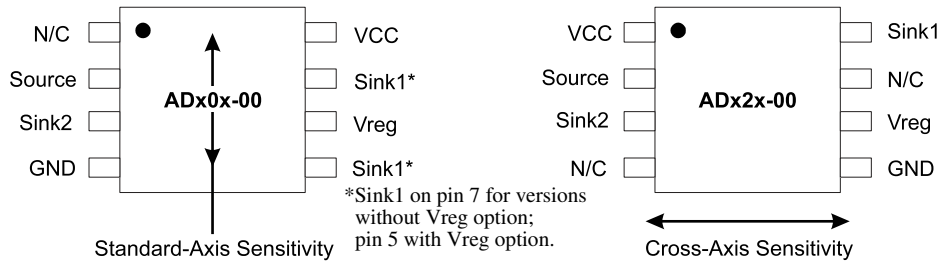 N/C
VCC
Source
Sink1*
ADx0x-00
Sink2
Vreg
GND
Sink1*
*Sink1 on pin 7 for versions
without Vreg option;
pin 5 with Vreg option.
Standard-Axis Sensitivity
VCC
Sink1
Source
N/C
ADx2x-00
Sink2
Vreg
N/C
GND
Cross-Axis Sensitivity